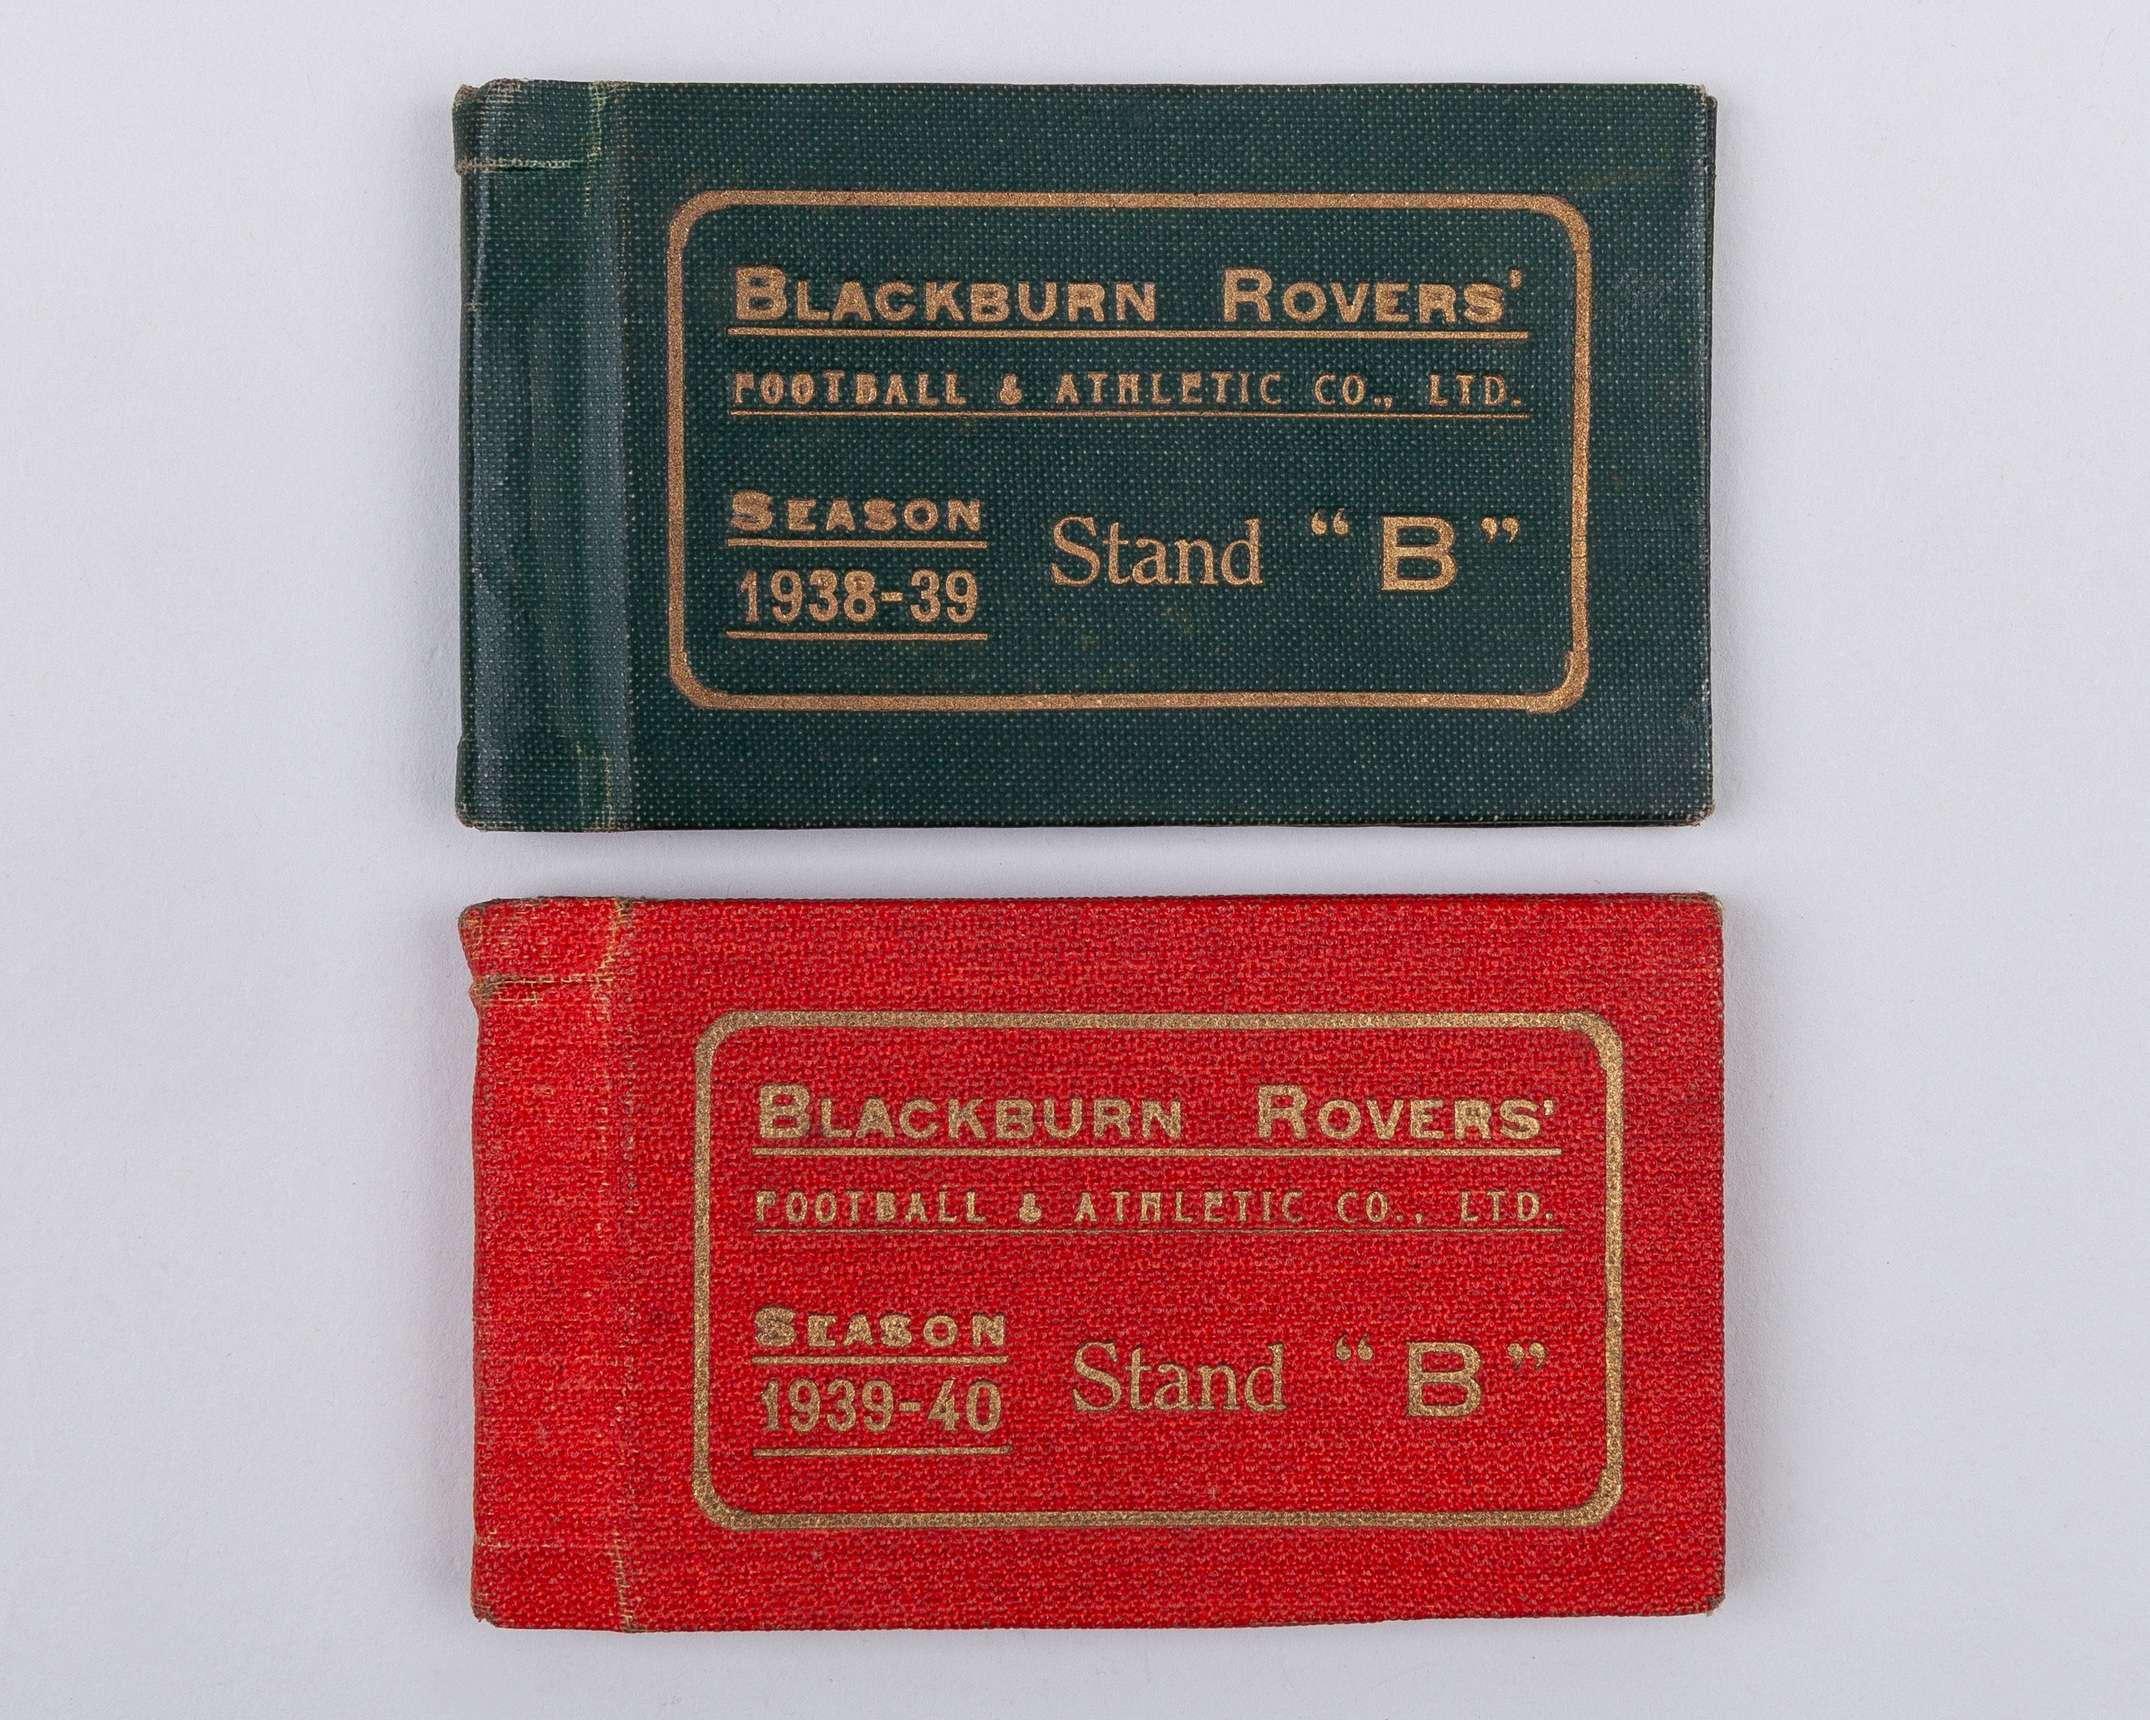 BLACKBURN ROVERS'
FOOTBALL & ATHLETIC CO., LTD.
SEASON
1938-39
Stand “B”
BLACKBURN ROVERS'
FOOTBALL & ATHLETIC CO., LTD.
SEASON
1939-40
Stand “B”